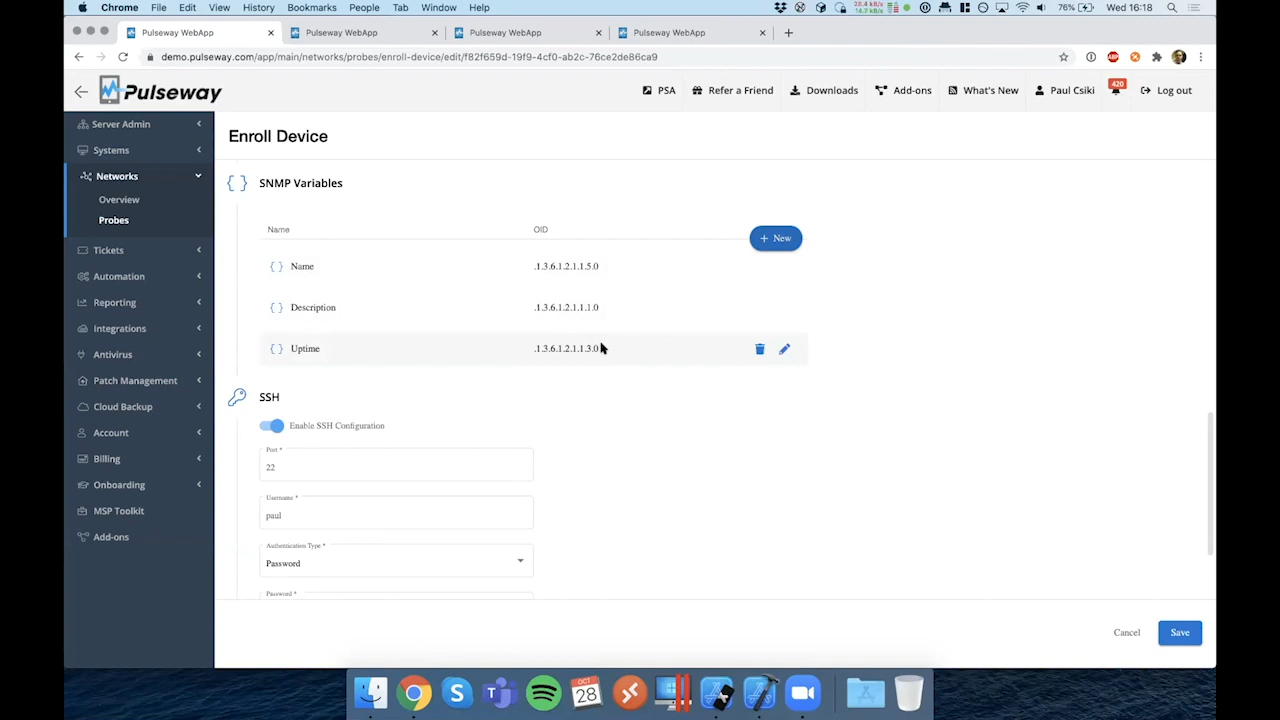 Chrome File Edit View History Bookmarks People Tab Window Help 76% Wed 16:18
Pulseway WebApp Pulseway WebApp Pulseway WebApp Pulseway WebApp
demo.pulseway.com/app/main/networks/probes/enroll-device/edit/f82f659d-19f9-4cf0-ab2c-76ce2de86ca9
Pulseway PSA Refer a Friend Downloads Add-ons What's New Paul Csiki 420 Log out
Server Admin
Systems
Networks
Overview
Probes
Tickets
Automation
Reporting
Integrations
Antivirus
Patch Management
Cloud Backup
Account
Billing
Onboarding
MSP Toolkit
Add-ons
Enroll Device
SNMP Variables
Name OID
+ New
Name .1.3.6.1.2.1.1.5.0
Description .1.3.6.1.2.1.1.1.0
Uptime .1.3.6.1.2.1.1.3.0
SSH
Enable SSH Configuration
Port *
22
Username *
paul
Authentication Type *
Password
Password *
Cancel Save
OCT
28